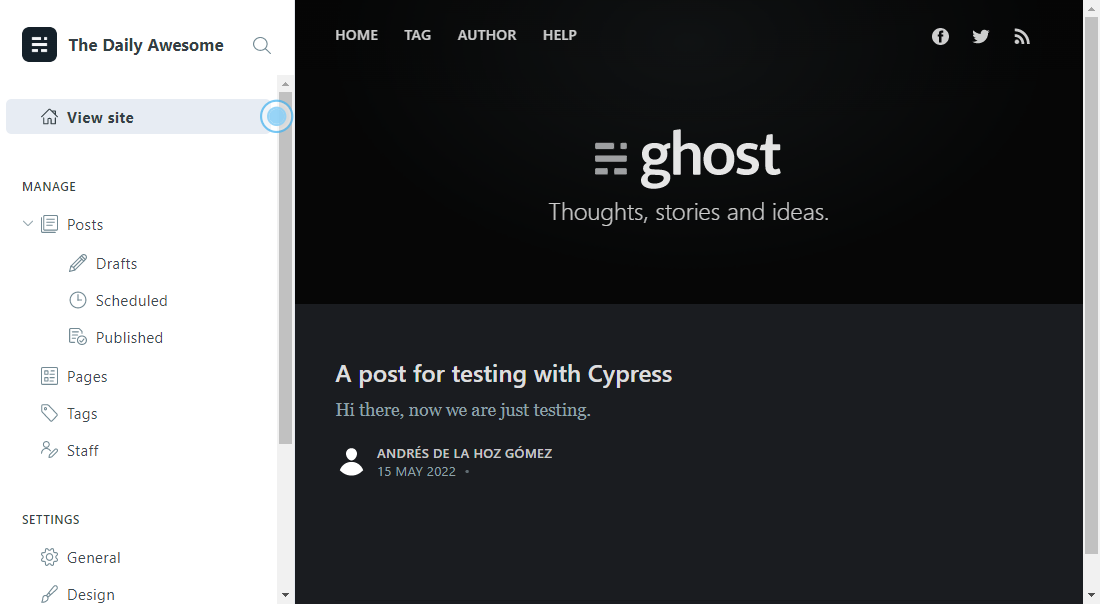 The Daily Awesome
View site
MANAGE
Posts
Drafts
Scheduled
Published
Pages
Tags
Staff
SETTINGS
General
Design
HOME TAG AUTHOR HELP
ghost
Thoughts, stories and ideas.
A post for testing with Cypress
Hi there, now we are just testing.
ANDRÉS DE LA HOZ GÓMEZ
15 MAY 2022 •